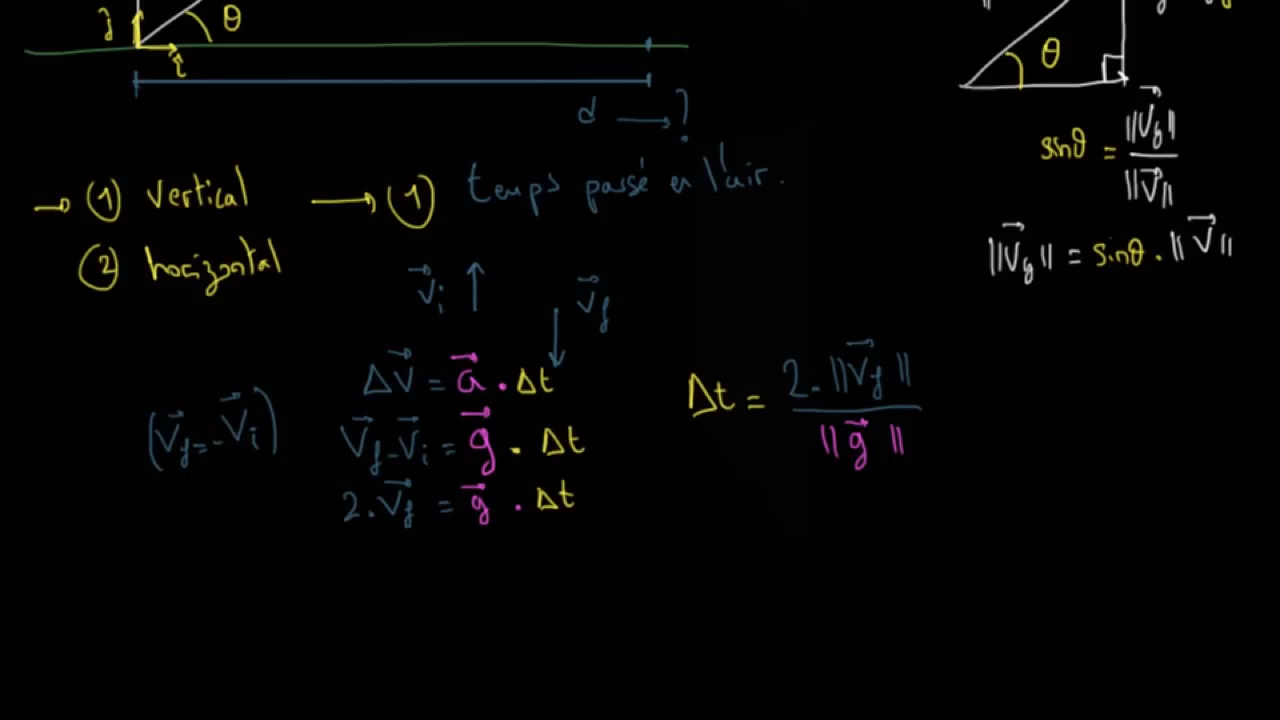 j θ
î
d → ?
→ ① vertical → ① temps passé en l'air.
② horizontal
V⃗i ↑ V⃗f ↓
ΔV⃗ = a⃗ · Δt
(V⃗f = -V⃗i) V⃗f - V⃗i = g⃗ · Δt
2 · V⃗f = g⃗ · Δt
Δt = 2 · ||V⃗f || / || g⃗ ||
θ
sinθ = ||V⃗y || / ||V⃗||
||V⃗y || = sinθ · || V⃗ ||